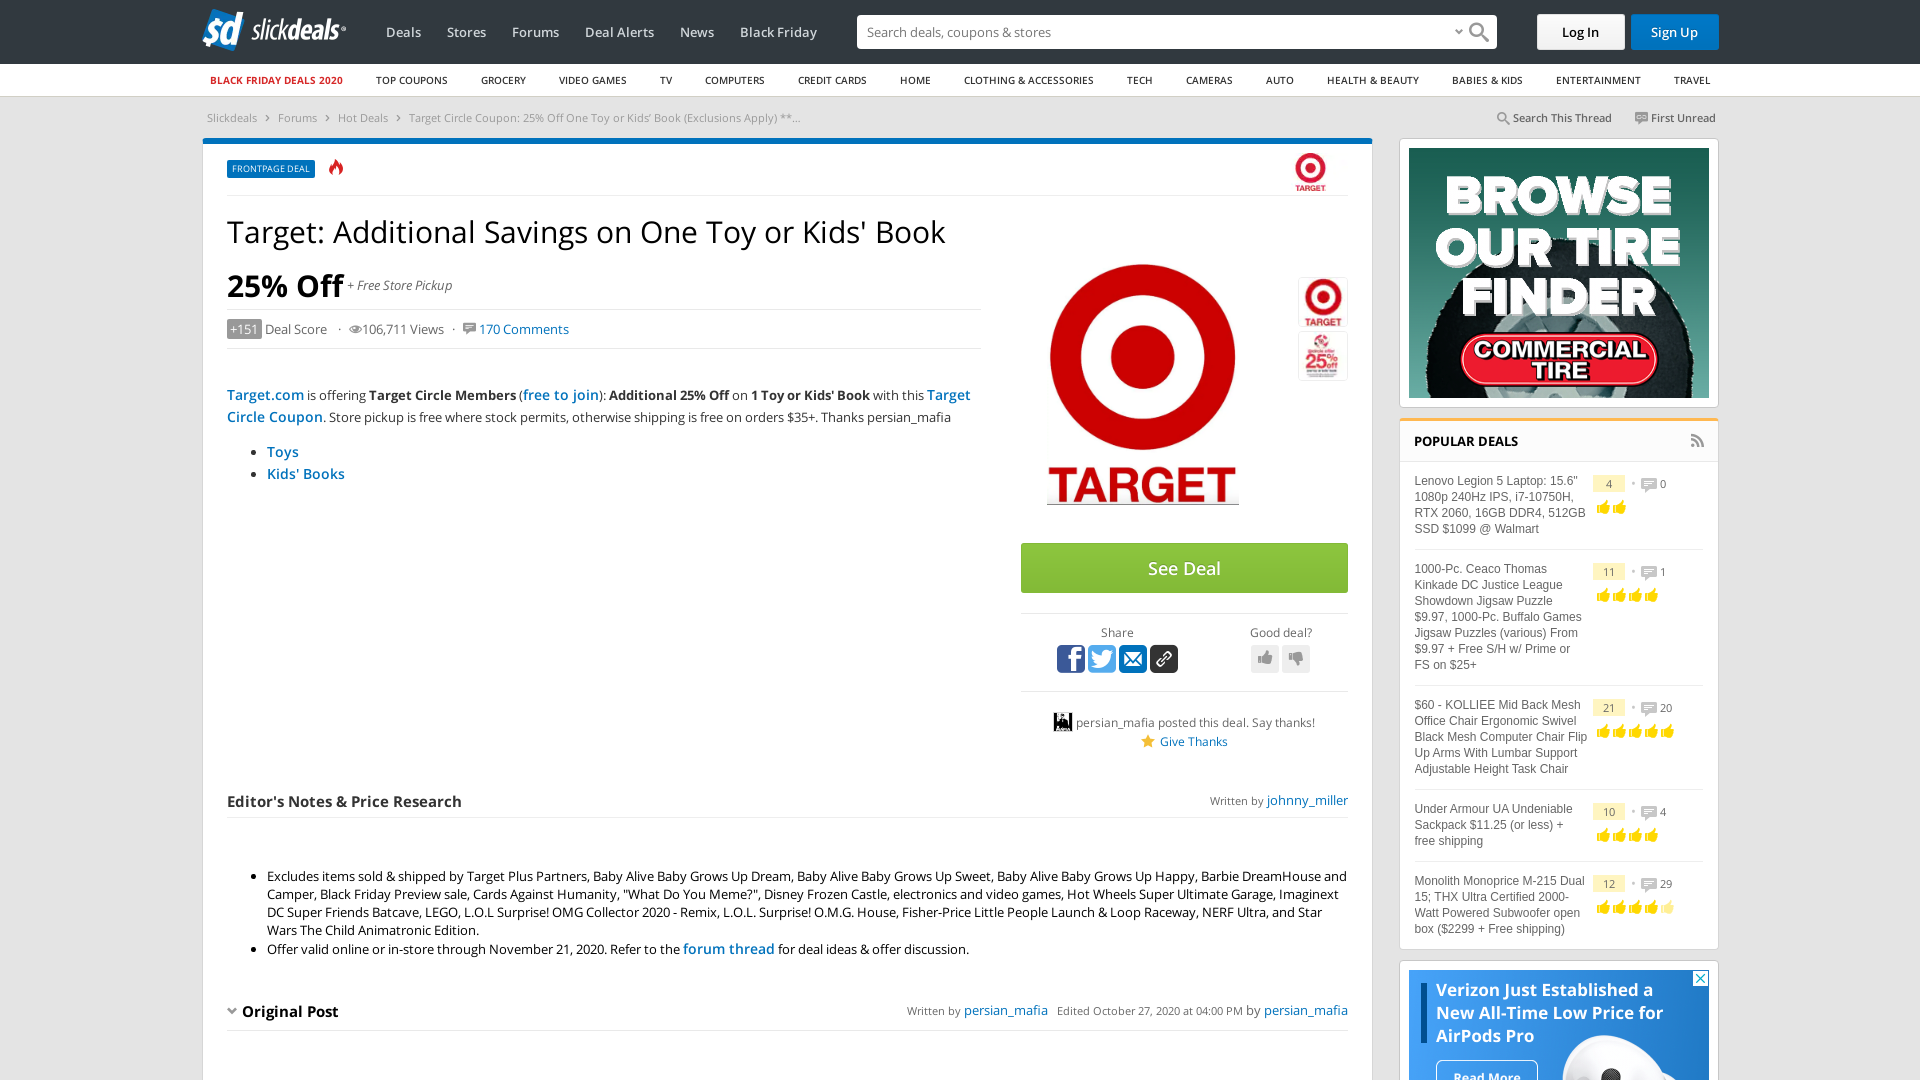 slickdeals
Deals Stores Forums Deal Alerts News Black Friday
Search deals, coupons & stores
Log In Sign Up
BLACK FRIDAY DEALS 2020 TOP COUPONS GROCERY VIDEO GAMES TV COMPUTERS CREDIT CARDS HOME CLOTHING & ACCESSORIES TECH CAMERAS AUTO HEALTH & BEAUTY BABIES & KIDS ENTERTAINMENT TRAVEL
Slickdeals › Forums › Hot Deals › Target Circle Coupon: 25% Off One Toy or Kids' Book (Exclusions Apply) **...
Search This Thread First Unread
FRONTPAGE DEAL
TARGET
Target: Additional Savings on One Toy or Kids' Book
25% Off + Free Store Pickup
+151 Deal Score · 106,711 Views · 170 Comments
Target.com is offering Target Circle Members (free to join): Additional 25% Off on 1 Toy or Kids' Book with this Target
Circle Coupon. Store pickup is free where stock permits, otherwise shipping is free on orders $35+. Thanks persian_mafia
• Toys
• Kids' Books
TARGET
TARGET
25%
off
See Deal
Share
Good deal?
persian_mafia posted this deal. Say thanks!
Give Thanks
Editor's Notes & Price Research
Written by johnny_miller
• Excludes items sold & shipped by Target Plus Partners, Baby Alive Baby Grows Up Dream, Baby Alive Baby Grows Up Sweet, Baby Alive Baby Grows Up Happy, Barbie DreamHouse and
Camper, Black Friday Preview sale, Cards Against Humanity, "What Do You Meme?", Disney Frozen Castle, electronics and video games, Hot Wheels Super Ultimate Garage, Imaginext
DC Super Friends Batcave, LEGO, L.O.L Surprise! OMG Collector 2020 - Remix, L.O.L. Surprise! O.M.G. House, Fisher-Price Little People Launch & Loop Raceway, NERF Ultra, and Star
Wars The Child Animatronic Edition.
• Offer valid online or in-store through November 21, 2020. Refer to the forum thread for deal ideas & offer discussion.
Original Post
Written by persian_mafia Edited October 27, 2020 at 04:00 PM by persian_mafia
BROWSE
OUR TIRE
FINDER
COMMERCIAL
TIRE
POPULAR DEALS
Lenovo Legion 5 Laptop: 15.6"
1080p 240Hz IPS, i7-10750H,
RTX 2060, 16GB DDR4, 512GB
SSD $1099 @ Walmart
4 • 0
1000-Pc. Ceaco Thomas
Kinkade DC Justice League
Showdown Jigsaw Puzzle
$9.97, 1000-Pc. Buffalo Games
Jigsaw Puzzles (various) From
$9.97 + Free S/H w/ Prime or
FS on $25+
11 • 1
$60 - KOLLIEE Mid Back Mesh
Office Chair Ergonomic Swivel
Black Mesh Computer Chair Flip
Up Arms With Lumbar Support
Adjustable Height Task Chair
21 • 20
Under Armour UA Undeniable
Sackpack $11.25 (or less) +
free shipping
10 • 4
Monolith Monoprice M-215 Dual
15; THX Ultra Certified 2000-
Watt Powered Subwoofer open
box ($2299 + Free shipping)
12 • 29
Verizon Just Established a
New All-Time Low Price for
AirPods Pro
Read More